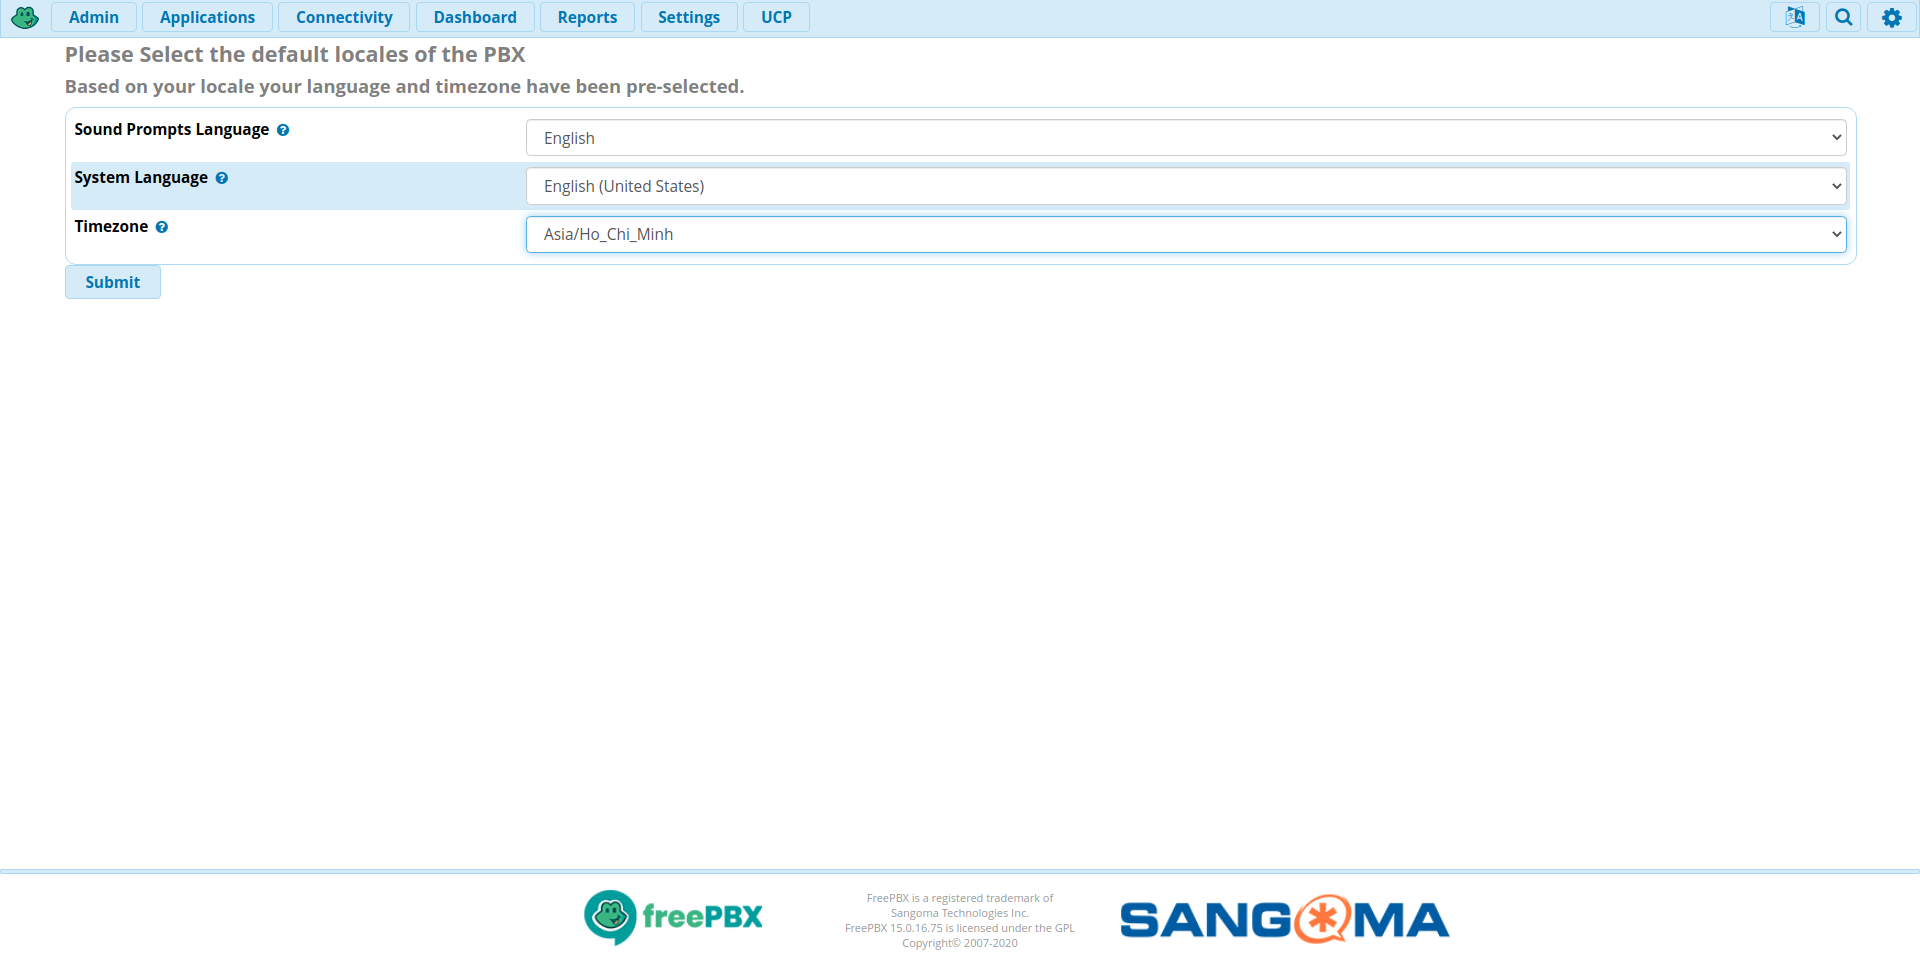 Admin Applications Connectivity Dashboard Reports Settings UCP
Please Select the default locales of the PBX
Based on your locale your language and timezone have been pre-selected.
Sound Prompts Language
English
System Language
English (United States)
Timezone
Asia/Ho_Chi_Minh
Submit
freePBX
FreePBX is a registered trademark of
Sangoma Technologies Inc.
FreePBX 15.0.16.75 is licensed under the GPL
Copyright© 2007-2020
SANGOMA